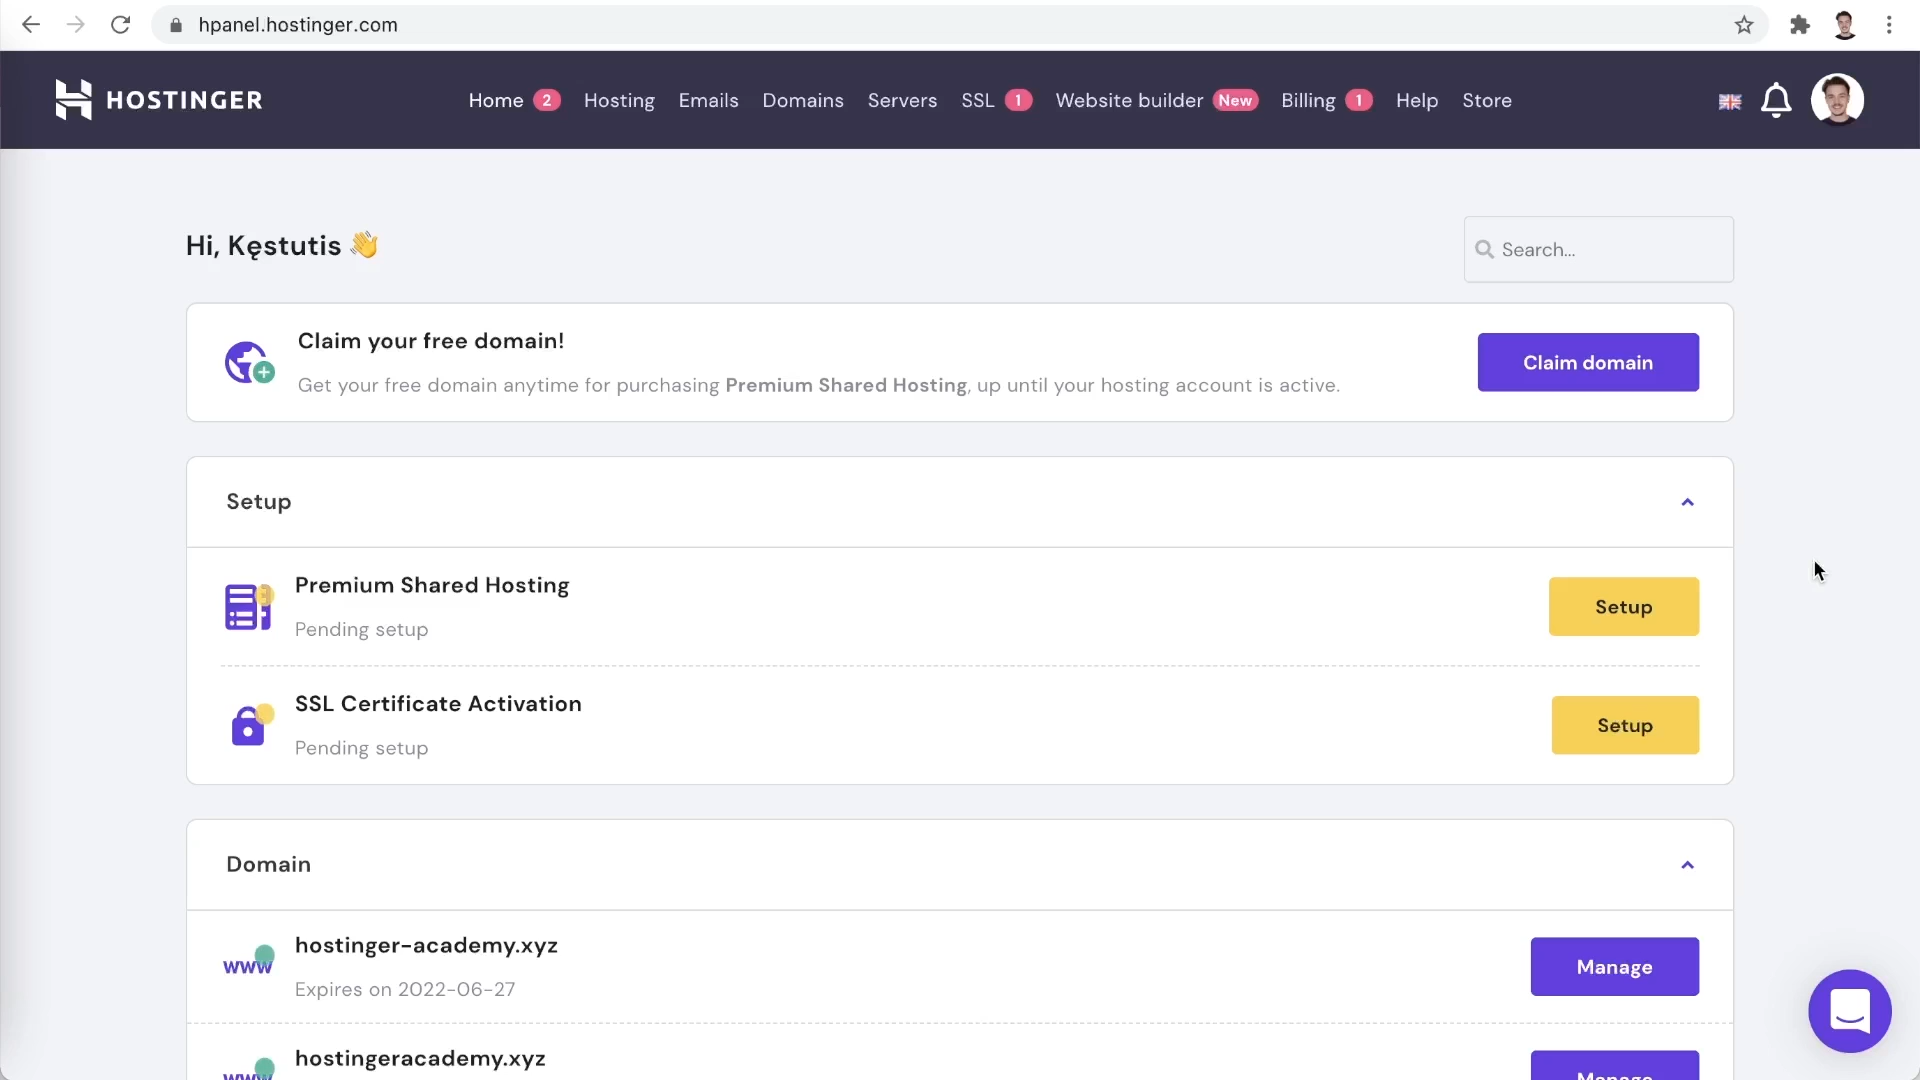 hpanel.hostinger.com
HOSTINGER
Home 2 Hosting Emails Domains Servers SSL 1 Website builder New Billing 1 Help Store
Hi, Kęstutis 👋
Search...
Claim your free domain!
Get your free domain anytime for purchasing Premium Shared Hosting, up until your hosting account is active.
Claim domain
Setup
Premium Shared Hosting
Pending setup
Setup
SSL Certificate Activation
Pending setup
Setup
Domain
www
hostinger-academy.xyz
Expires on 2022-06-27
Manage
www
hostingeracademy.xyz
Manage